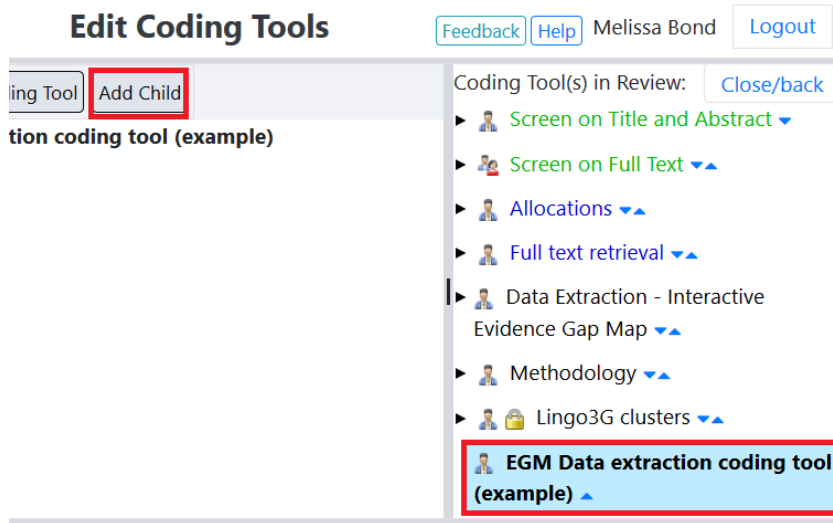 Edit Coding Tools
Feedback Help Melissa Bond Logout
ing Tool Add Child
tion coding tool (example)
Coding Tool(s) in Review: Close/back
Screen on Title and Abstract
Screen on Full Text
Allocations
Full text retrieval
Data Extraction - Interactive
Evidence Gap Map
Methodology
Lingo3G clusters
EGM Data extraction coding tool
(example)